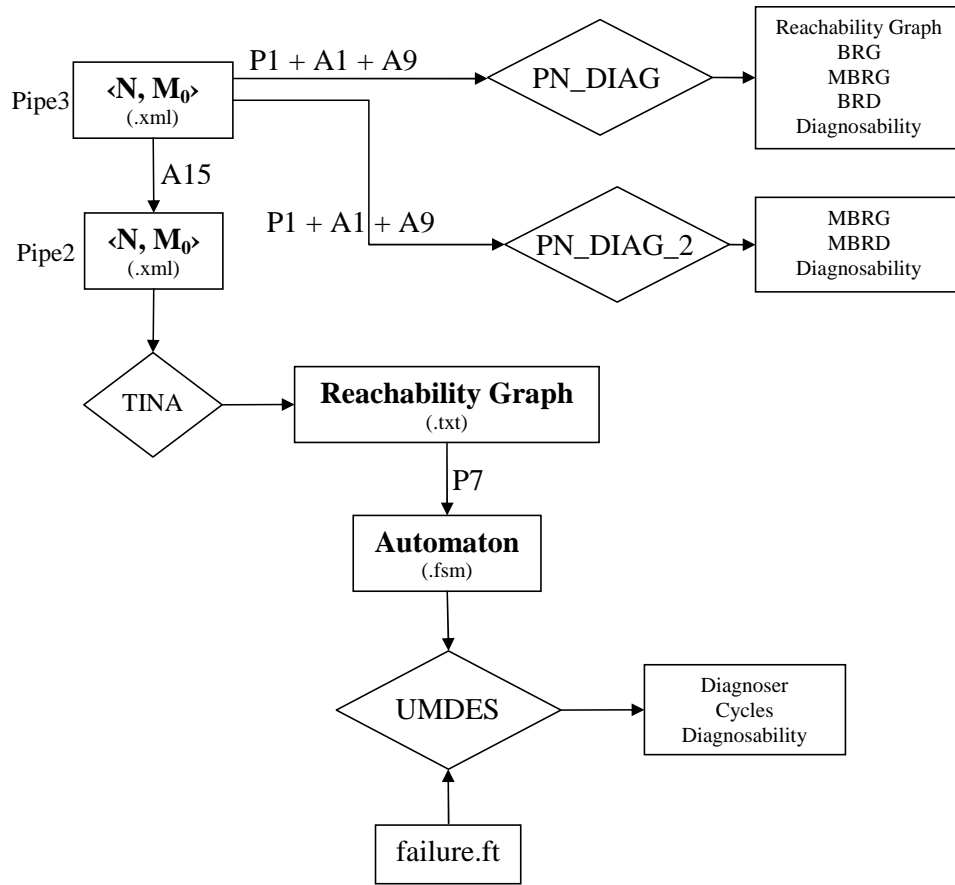 P1 + A1 + A9
PN_DIAG
Reachability Graph
BRG
MBRG
BRD
Diagnosability
Pipe3
‹N, M₀›
(.xml)
A15
P1 + A1 + A9
PN_DIAG_2
MBRG
MBRD
Diagnosability
Pipe2
‹N, M₀›
(.xml)
TINA
Reachability Graph
(.txt)
P7
Automaton
(.fsm)
UMDES
Diagnoser
Cycles
Diagnosability
failure.ft